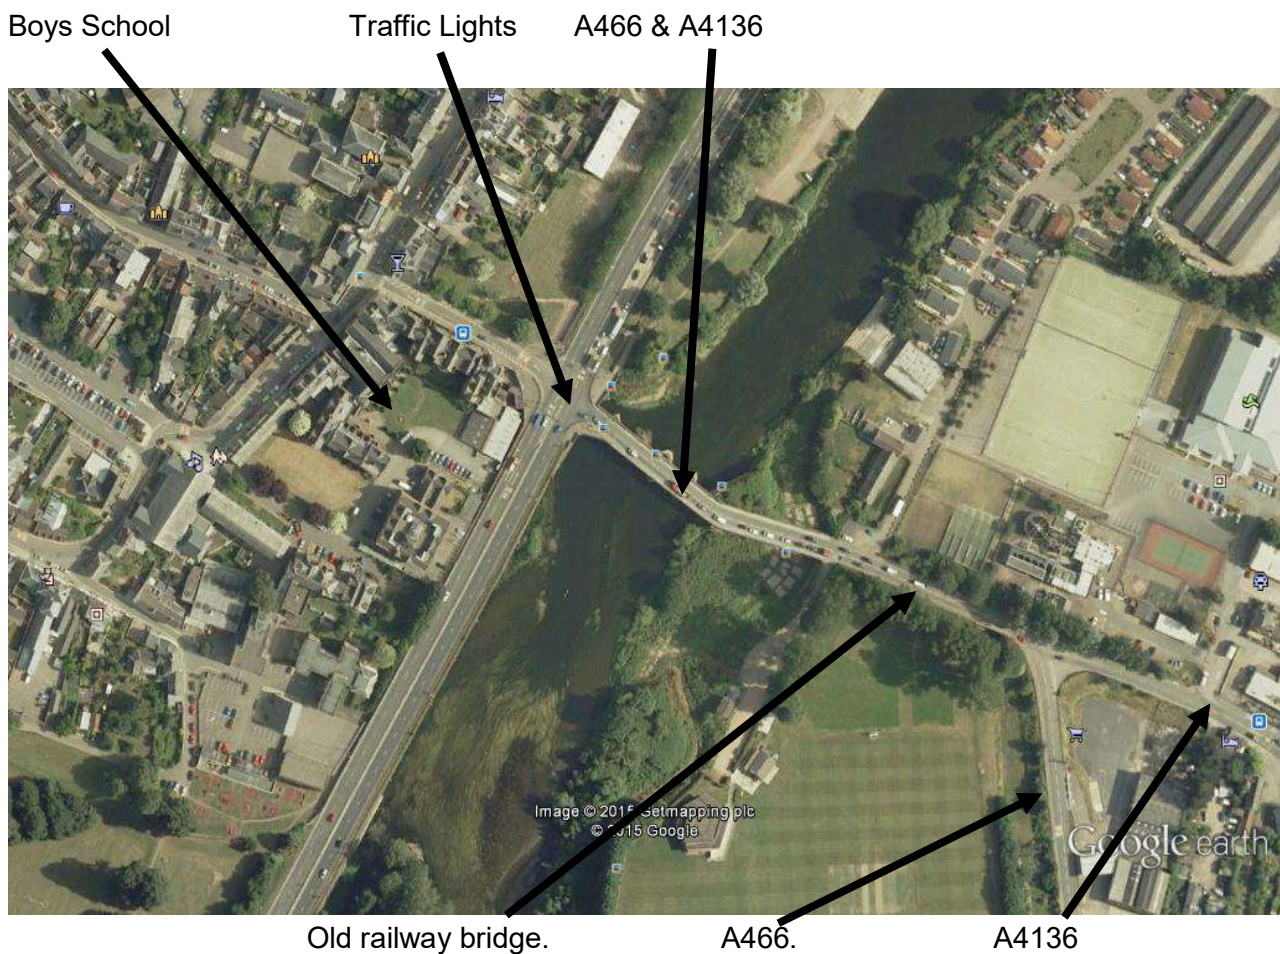 Boys School
Traffic Lights
A466 & A4136
Image © 2015 Getmapping plc
© 2015 Google
Google earth
Old railway bridge.
A466.
A4136